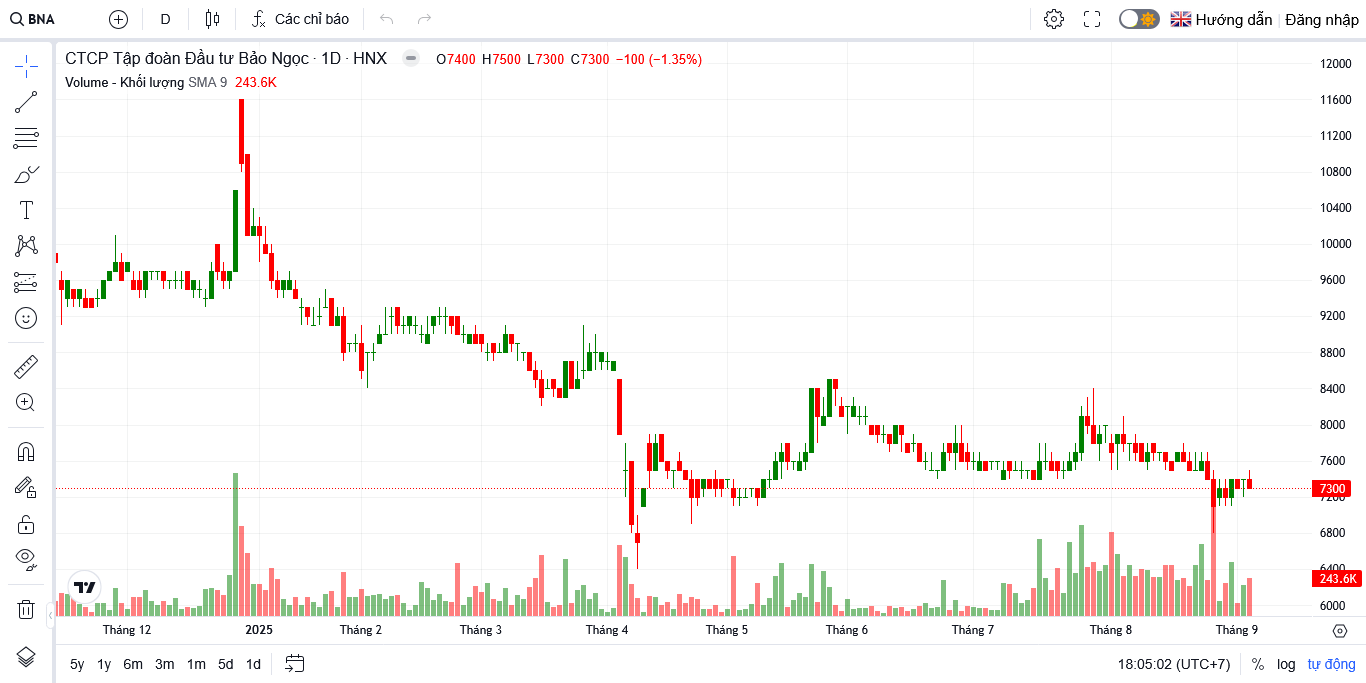 BNA D Các chỉ báo Hướng dẫn Đăng nhập
CTCP Tập đoàn Đầu tư Bảo Ngọc · 1D · HNX O7400 H7500 L7300 C7300 −100 (−1.35%)
Volume - Khối lượng SMA 9 243.6K
12000
11600
11200
10800
10400
10000
9600
9200
8800
8400
8000
7600
7300
7200
6800
6400
243.6K
6000
Tháng 12 2025 Tháng 2 Tháng 3 Tháng 4 Tháng 5 Tháng 6 Tháng 7 Tháng 8 Tháng 9
5y 1y 6m 3m 1m 5d 1d 18:05:02 (UTC+7) % log tự động